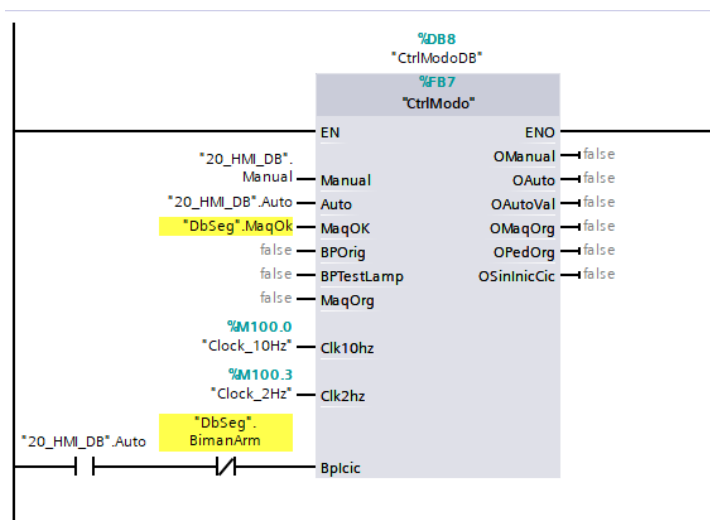 %DB8
"CtrlModoDB"
%FB7
"CtrlModo"
EN
ENO
"20_HMI_DB".
Manual
Manual
OManual
false
"20_HMI_DB".Auto
Auto
OAuto
false
"DbSeg".MaqOk
MaqOK
OAutoVal
false
false
BPOrig
OMaqOrg
false
false
BPTestLamp
OPedOrg
false
false
MaqOrg
OSinInicCic
false
%M100.0
"Clock_10Hz"
Clk10hz
%M100.3
"Clock_2Hz"
Clk2hz
"20_HMI_DB".Auto
"DbSeg".
BimanArm
BpIcic